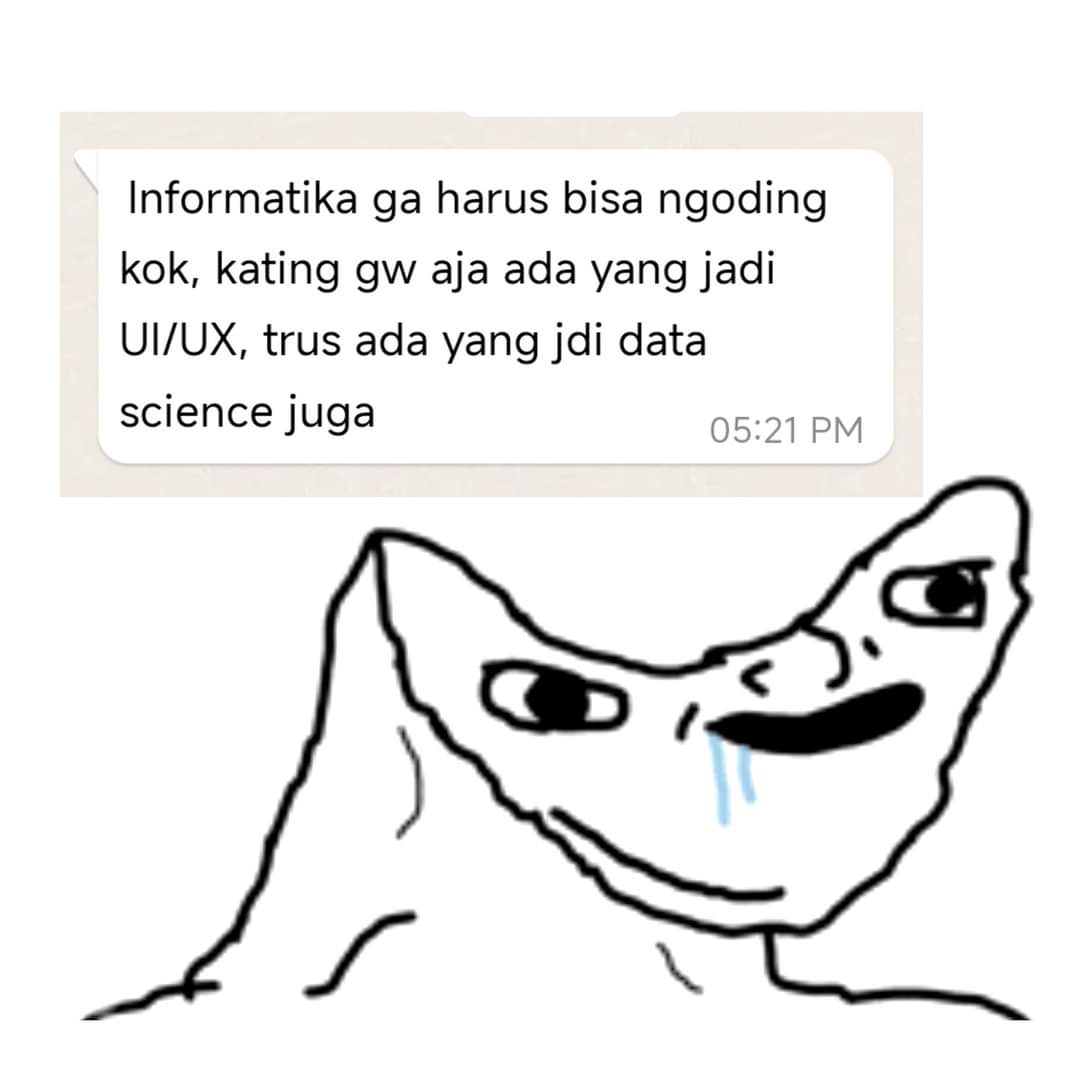 Informatika ga harus bisa ngoding
kok, kating gw aja ada yang jadi
UI/UX, trus ada yang jdi data
science juga
05:21 PM